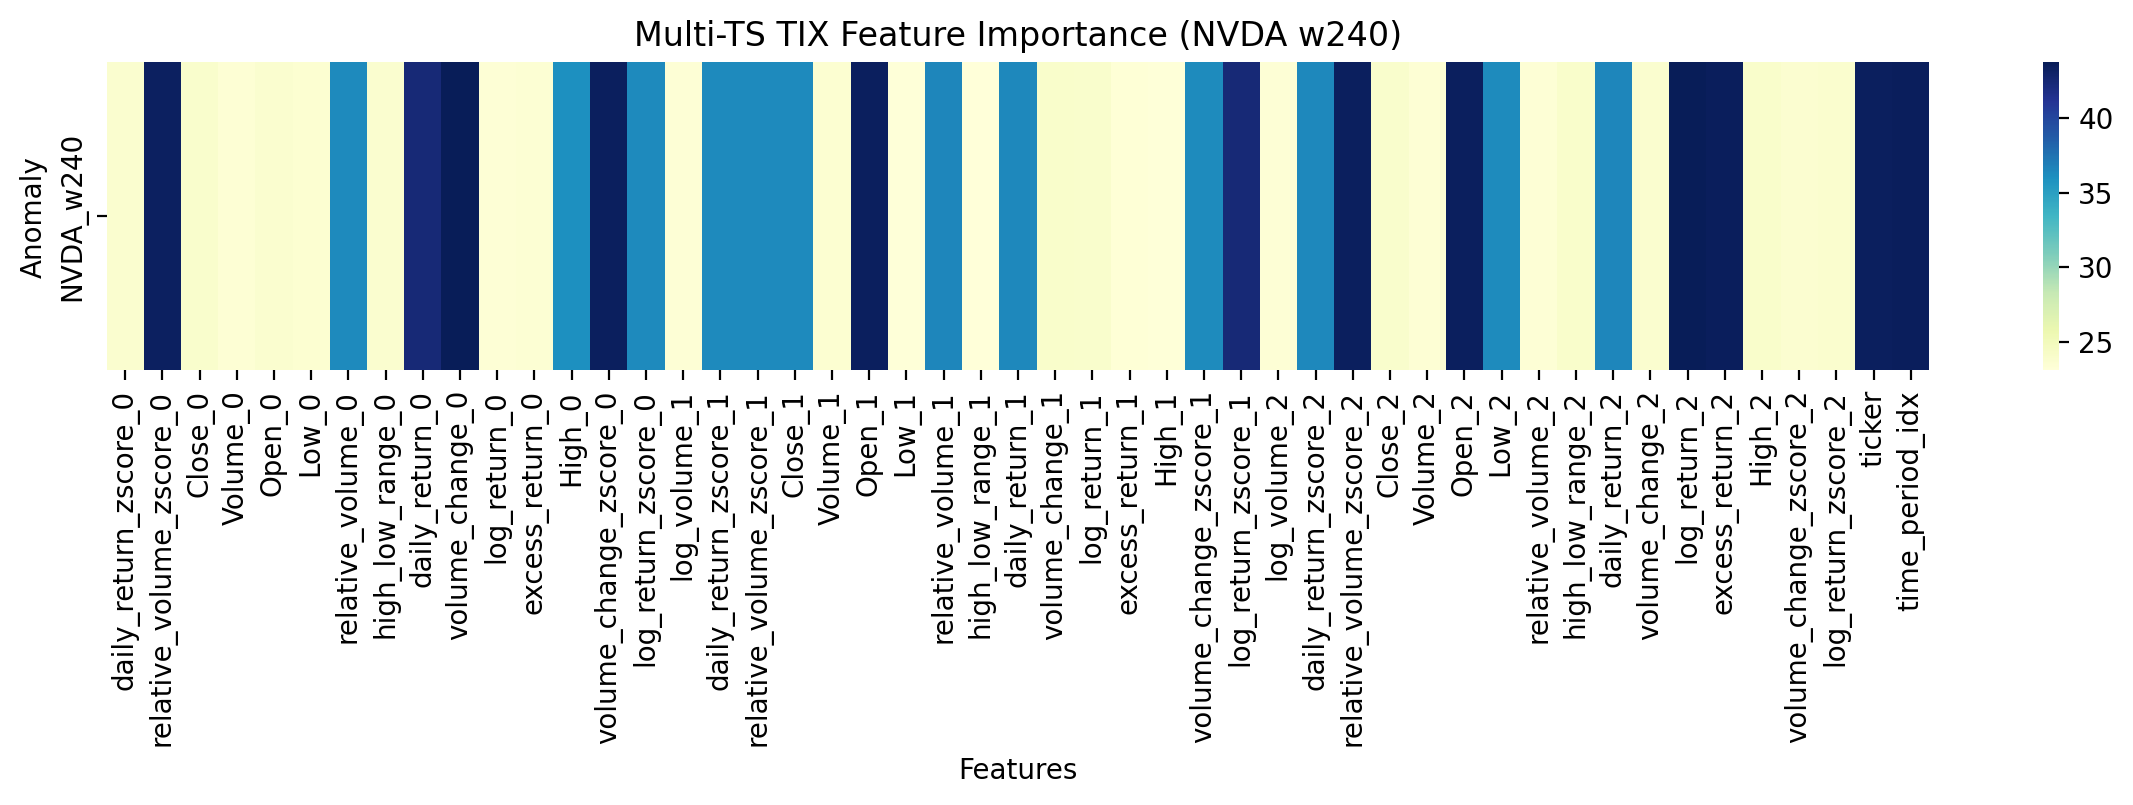 Multi-TS TIX Feature Importance (NVDA w240)
Anomaly
NVDA_w240
40
35
30
25
daily_return_zscore_0
relative_volume_zscore_0
Close_0
Volume_0
Open_0
Low_0
relative_volume_0
high_low_range_0
daily_return_0
volume_change_0
log_return_0
excess_return_0
High_0
volume_change_zscore_0
log_return_zscore_0
log_volume_1
daily_return_zscore_1
relative_volume_zscore_1
Close_1
Volume_1
Open_1
Low_1
relative_volume_1
high_low_range_1
daily_return_1
volume_change_1
log_return_1
excess_return_1
High_1
volume_change_zscore_1
log_return_zscore_1
log_volume_2
daily_return_zscore_2
relative_volume_zscore_2
Close_2
Volume_2
Open_2
Low_2
relative_volume_2
high_low_range_2
daily_return_2
volume_change_2
log_return_2
excess_return_2
High_2
volume_change_zscore_2
log_return_zscore_2
ticker
time_period_idx
Features